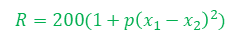 R = 200(1 + p(x₁ − x₂)²)